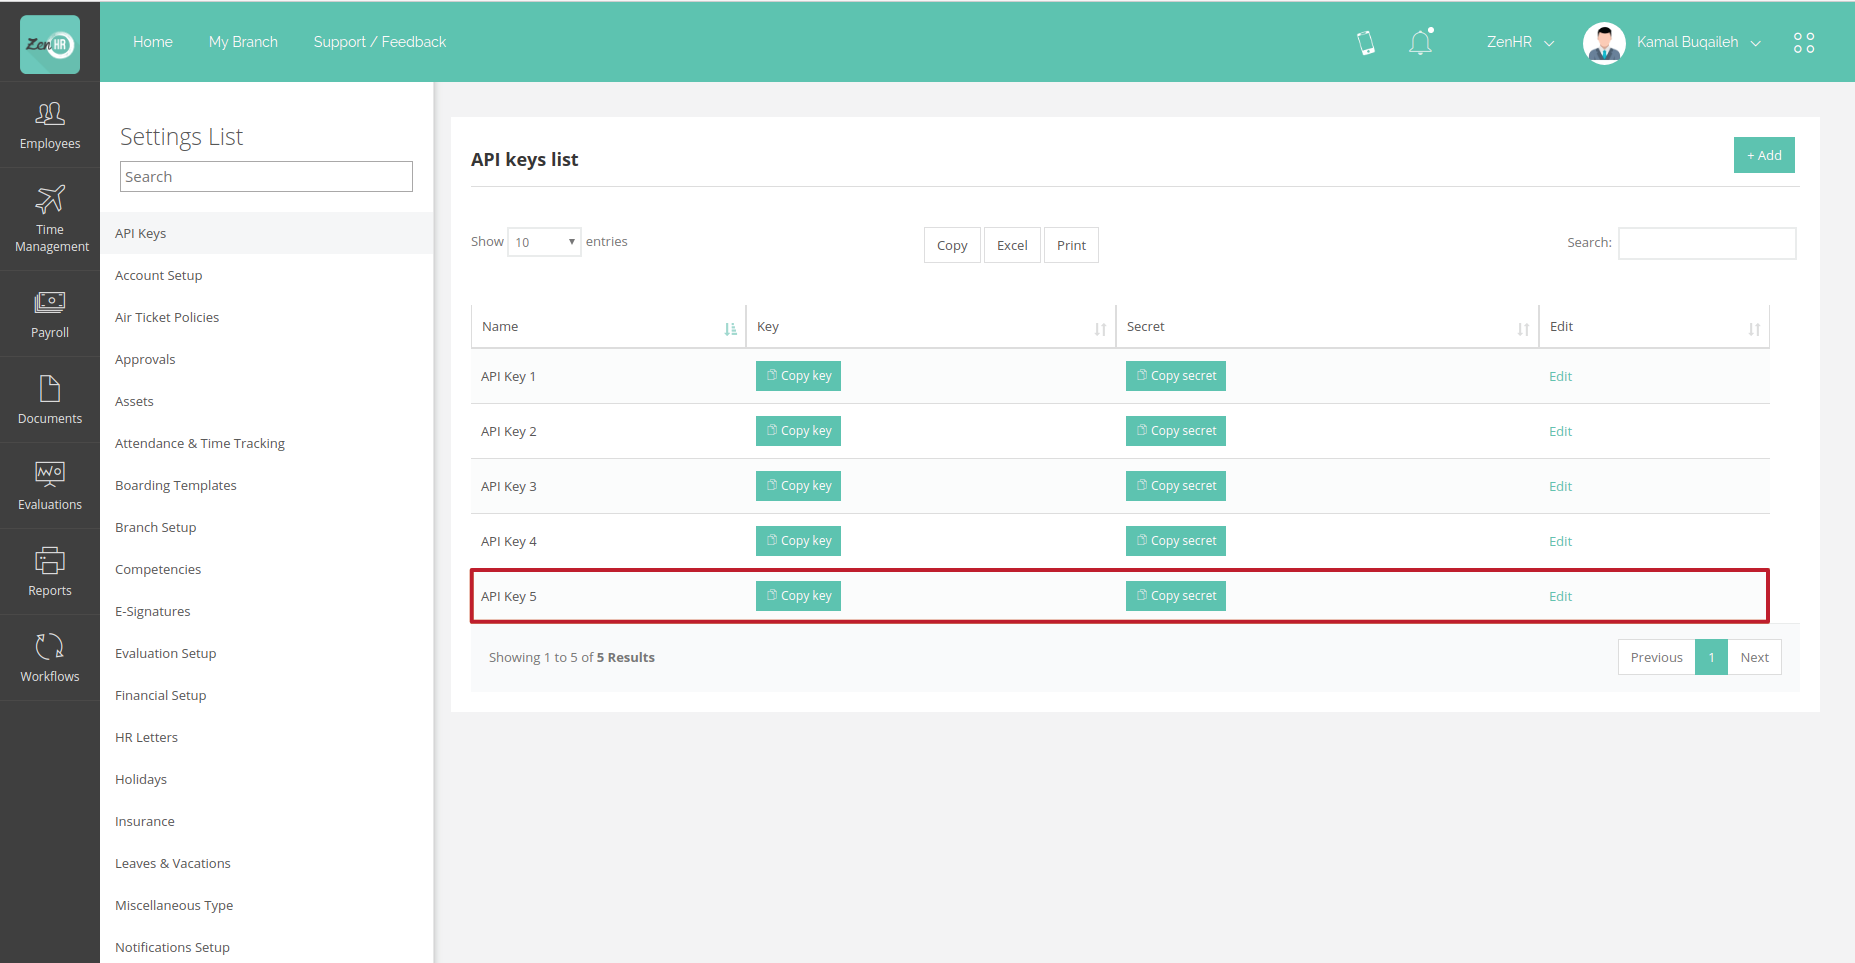 Zen HR
Home My Branch Support / Feedback
ZenHR Kamal Buqaileh
Employees
Time
Management
Payroll
Documents
Evaluations
Reports
Workflows
Settings List
Search
API Keys
Account Setup
Air Ticket Policies
Approvals
Assets
Attendance & Time Tracking
Boarding Templates
Branch Setup
Competencies
E-Signatures
Evaluation Setup
Financial Setup
HR Letters
Holidays
Insurance
Leaves & Vacations
Miscellaneous Type
Notifications Setup
API keys list
+ Add
Show 10 entries
Copy Excel Print
Search:
Name Key Secret Edit
API Key 1 Copy key Copy secret Edit
API Key 2 Copy key Copy secret Edit
API Key 3 Copy key Copy secret Edit
API Key 4 Copy key Copy secret Edit
API Key 5 Copy key Copy secret Edit
Showing 1 to 5 of 5 Results
Previous 1 Next